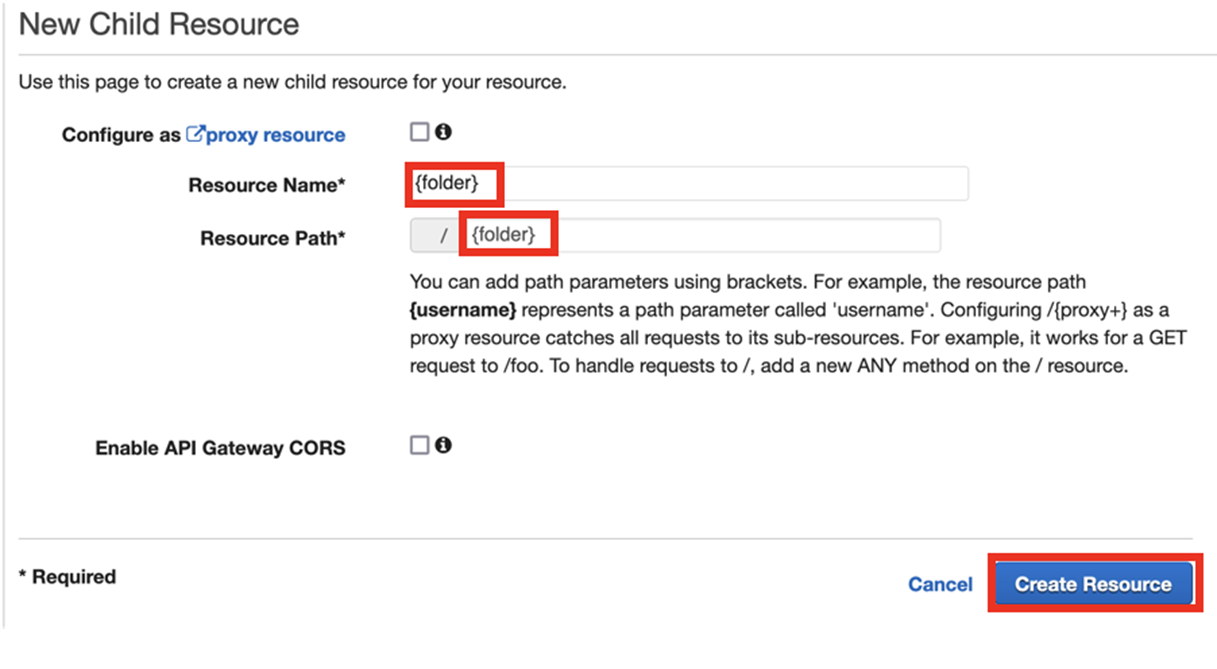 New Child Resource
Use this page to create a new child resource for your resource.
Configure as proxy resource
Resource Name* {folder}
Resource Path* / {folder}
You can add path parameters using brackets. For example, the resource path
{username} represents a path parameter called 'username'. Configuring /{proxy+} as a
proxy resource catches all requests to its sub-resources. For example, it works for a GET
request to /foo. To handle requests to /, add a new ANY method on the / resource.
Enable API Gateway CORS
* Required
Cancel Create Resource